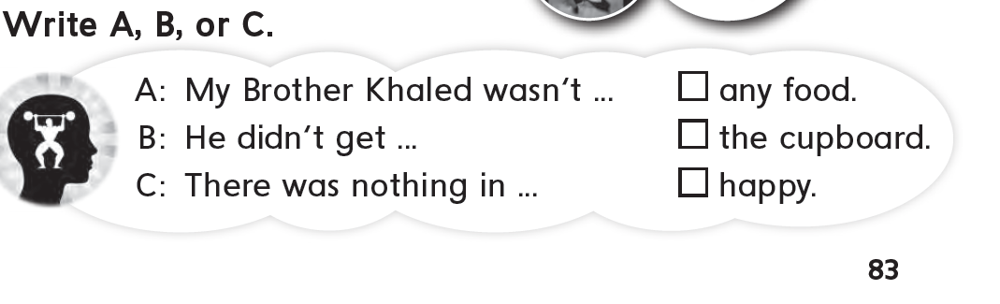 Write A, B, or C.
A: My Brother Khaled wasn't ... □ any food.
B: He didn't get ... □ the cupboard.
C: There was nothing in ... □ happy.
83